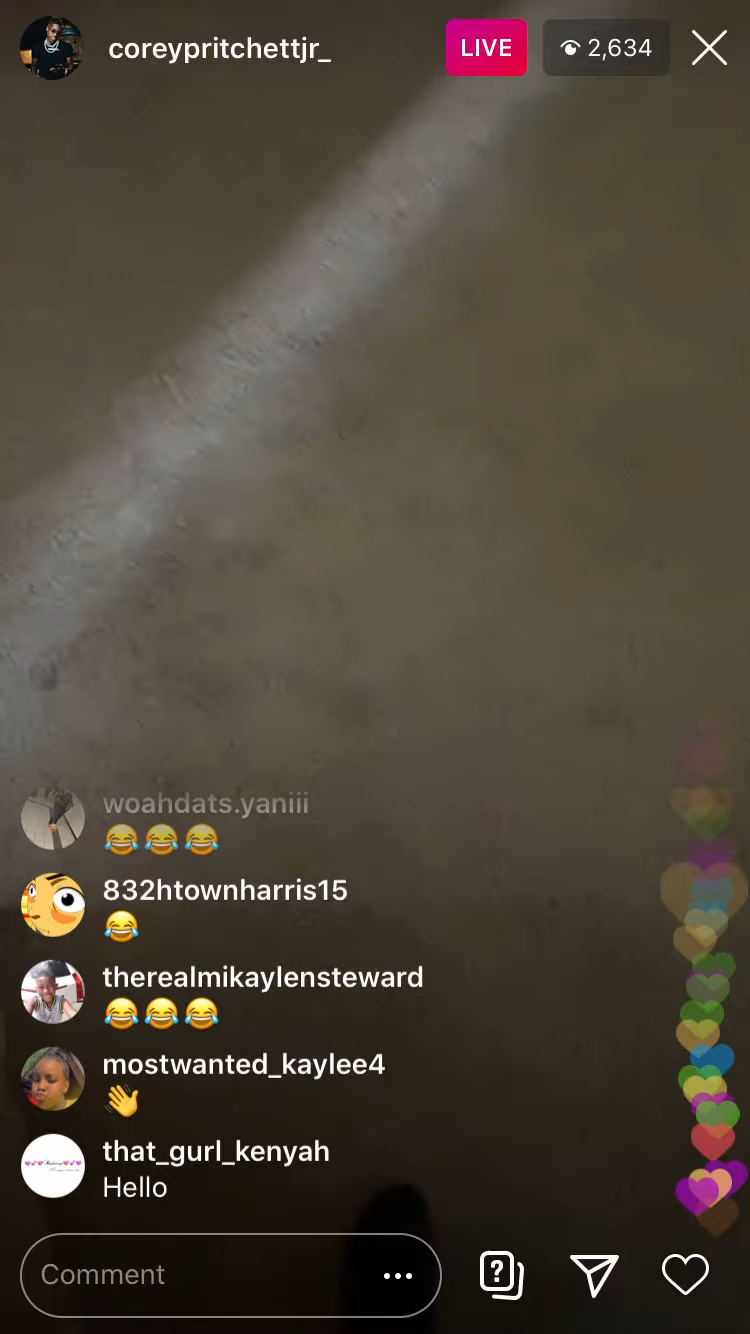 coreypritchettjr_
LIVE
2,634
woahdats.yaniii
😂😂😂
832htownharris15
😂
therealmikaylensteward
😂😂😂
mostwanted_kaylee4
👋
that_gurl_kenyah
Hello
Comment